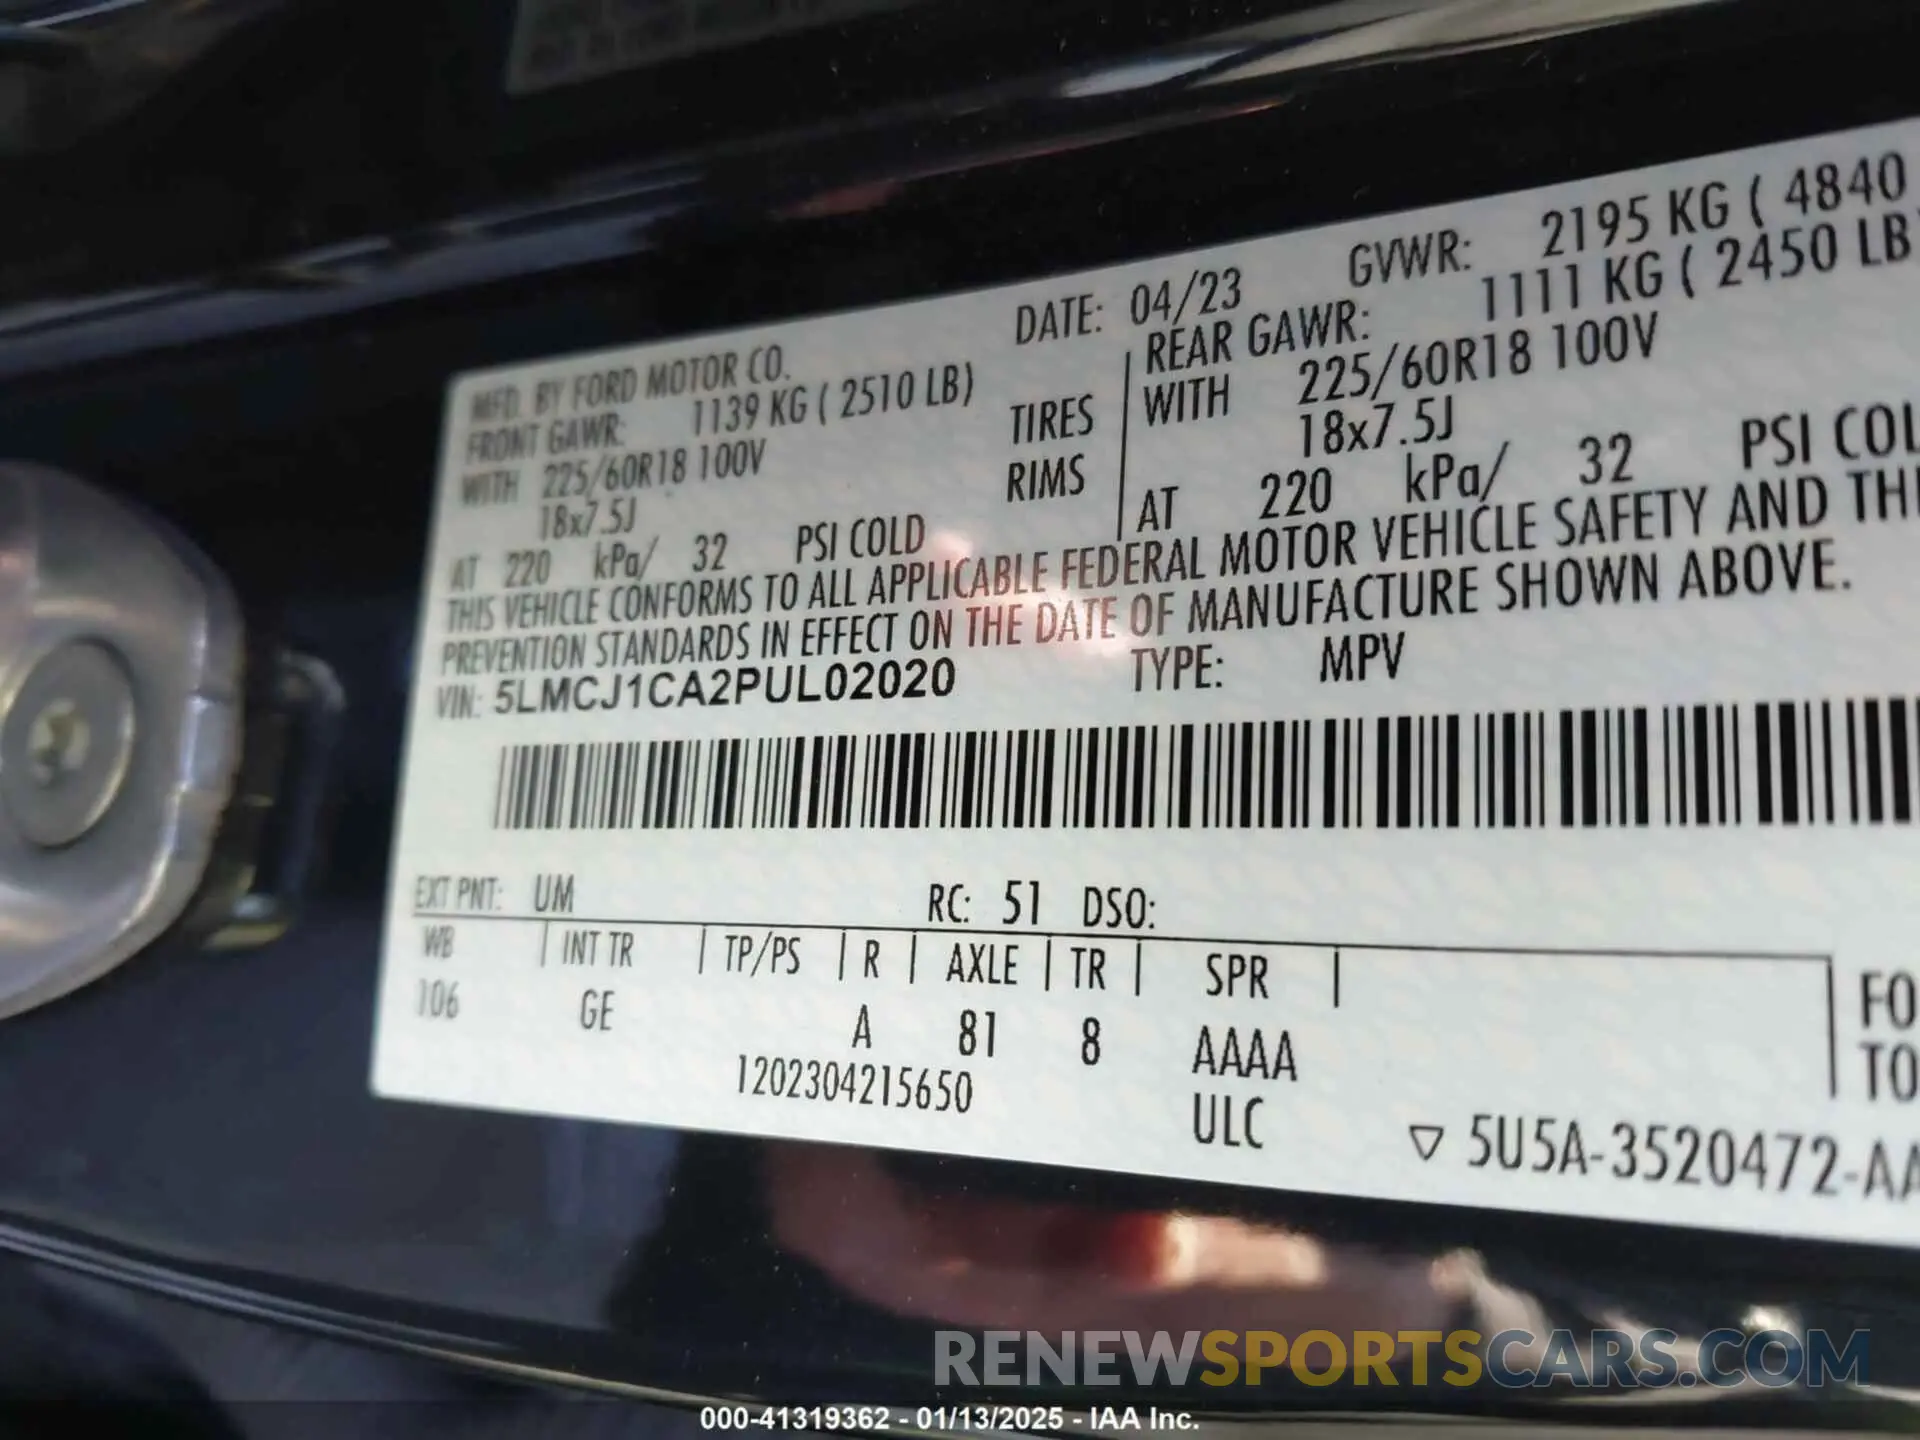 MFD. BY FORD MOTOR CO. DATE: 04/23 GVWR: 2195 KG ( 4840
FRONT GAWR: 1139 KG ( 2510 LB) REAR GAWR: 1111 KG ( 2450 LB)
WITH 225/60R18 100V TIRES WITH 225/60R18 100V
18x7.5J RIMS 18x7.5J
AT 220 kPa/ 32 PSI COLD AT 220 kPa/ 32 PSI COL
THIS VEHICLE CONFORMS TO ALL APPLICABLE FEDERAL MOTOR VEHICLE SAFETY AND THE
PREVENTION STANDARDS IN EFFECT ON THE DATE OF MANUFACTURE SHOWN ABOVE.
VIN: 5LMCJ1CA2PUL02020 TYPE: MPV
EXT PNT: UM RC: 51 DSO:
WB INT TR TP/PS R AXLE TR SPR
106 GE A 81 8 AAAA
1202304215650 ULC
FO
TO
▽ 5U5A-3520472-AA
RENEWSPORTSCARS.COM
000-41319362 - 01/13/2025 - IAA Inc.